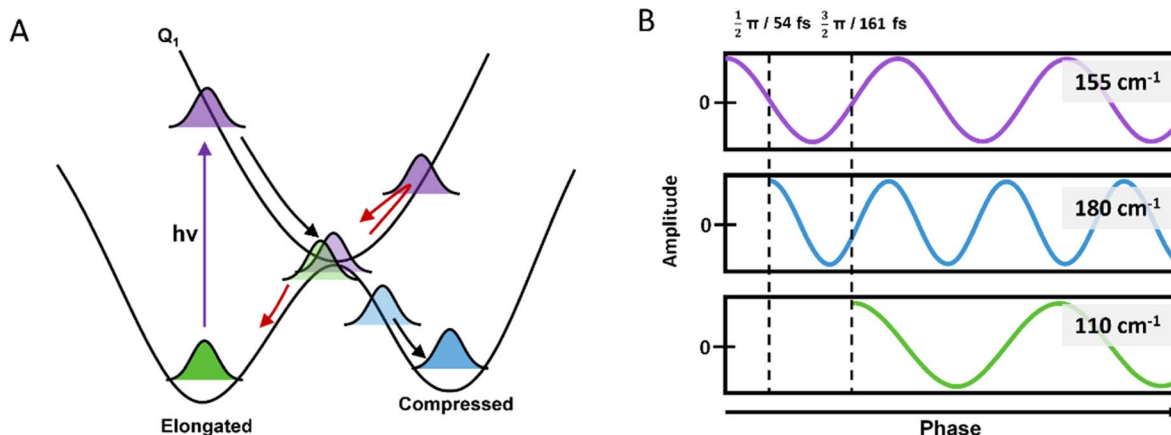 A
Q₁
hv
Elongated
Compressed
B
½ π / 54 fs 3/2 π / 161 fs
0
155 cm⁻¹
0
180 cm⁻¹
0
110 cm⁻¹
Amplitude
Phase